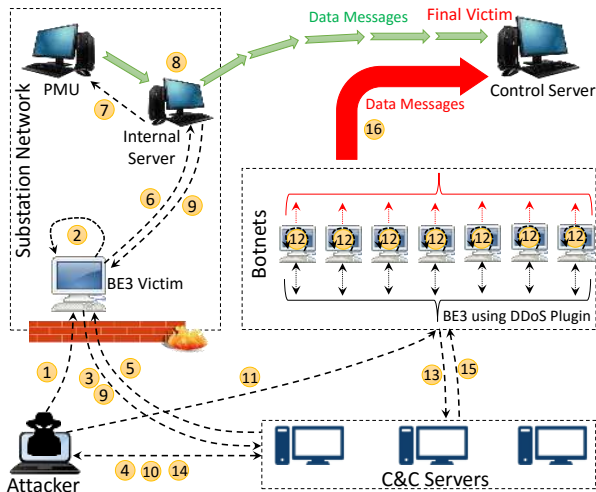 Data Messages
Final Victim
8
PMU
Control Server
7
Internal
Server
Data Messages
16
Substation Network
6
9
2
BE3 Victim
Botnets
12
12
12
12
12
12
12
BE3 using DDoS Plugin
1
3
5
9
11
13
15
Attacker
4
10
14
C&C Servers